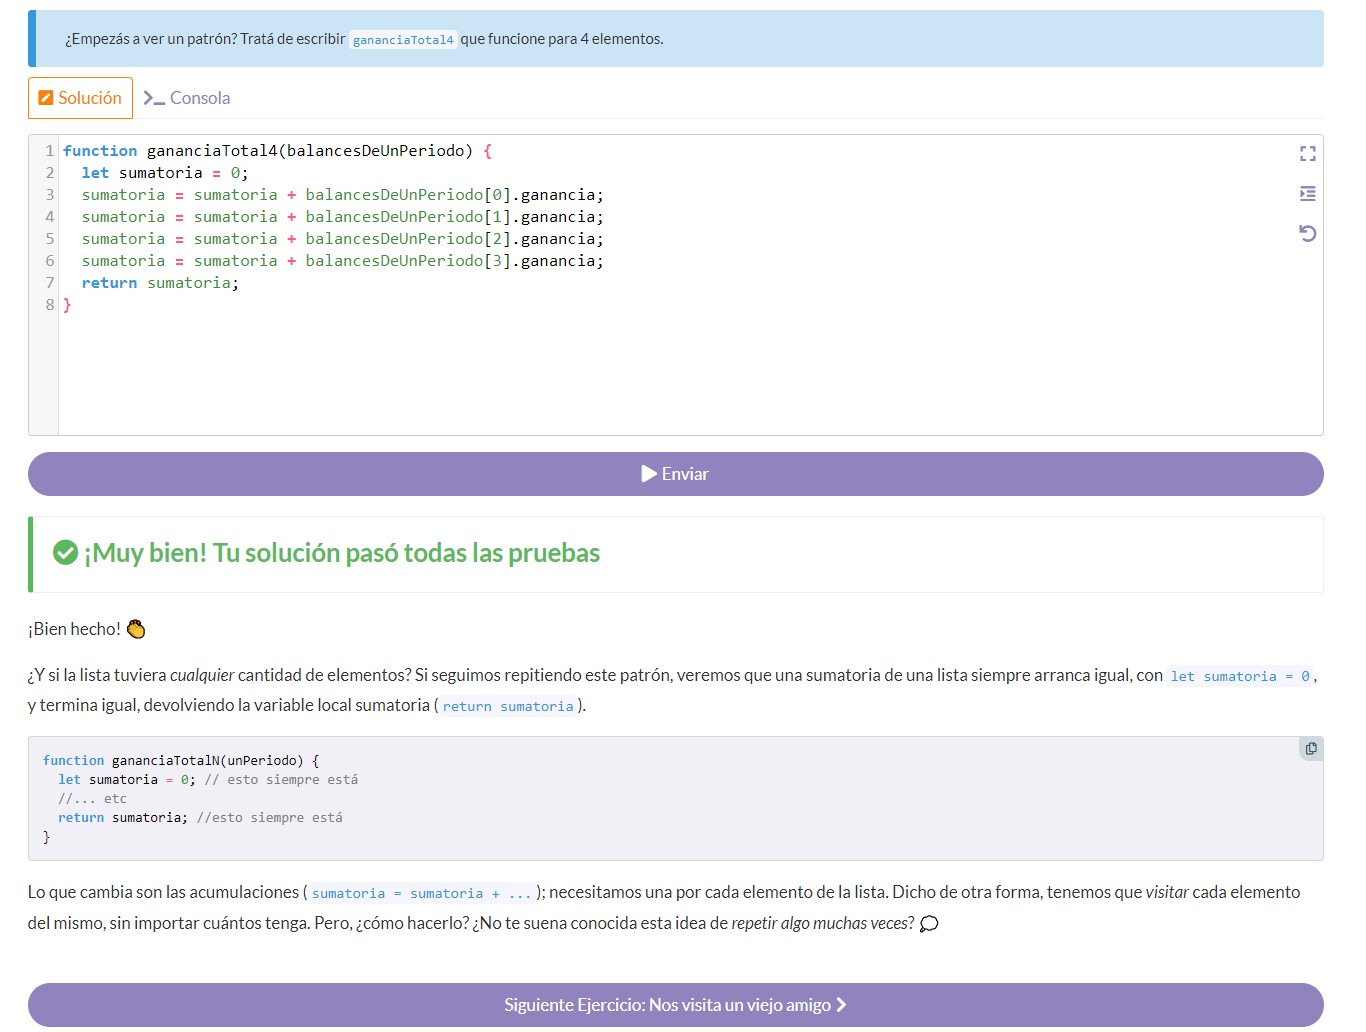 ¿Empezás a ver un patrón? Tratá de escribir gananciaTotal4 que funcione para 4 elementos.
Solución
Consola
1 function gananciaTotal4(balancesDeUnPeriodo) {
2 let sumatoria = 0;
3 sumatoria = sumatoria + balancesDeUnPeriodo[0].ganancia;
4 sumatoria = sumatoria + balancesDeUnPeriodo[1].ganancia;
5 sumatoria = sumatoria + balancesDeUnPeriodo[2].ganancia;
6 sumatoria = sumatoria + balancesDeUnPeriodo[3].ganancia;
7 return sumatoria;
8 }
Enviar
¡Muy bien! Tu solución pasó todas las pruebas
¡Bien hecho! 👏
¿Y si la lista tuviera cualquier cantidad de elementos? Si seguimos repitiendo este patrón, veremos que una sumatoria de una lista siempre arranca igual, con let sumatoria = 0,
y termina igual, devolviendo la variable local sumatoria (return sumatoria).
function gananciaTotalN(unPeriodo) {
let sumatoria = 0; // esto siempre está
//... etc
return sumatoria; //esto siempre está
}
Lo que cambia son las acumulaciones (sumatoria = sumatoria + ...); necesitamos una por cada elemento de la lista. Dicho de otra forma, tenemos que visitar cada elemento
del mismo, sin importar cuántos tenga. Pero, ¿cómo hacerlo? ¿No te suena conocida esta idea de repetir algo muchas veces? 💭
Siguiente Ejercicio: Nos visita un viejo amigo